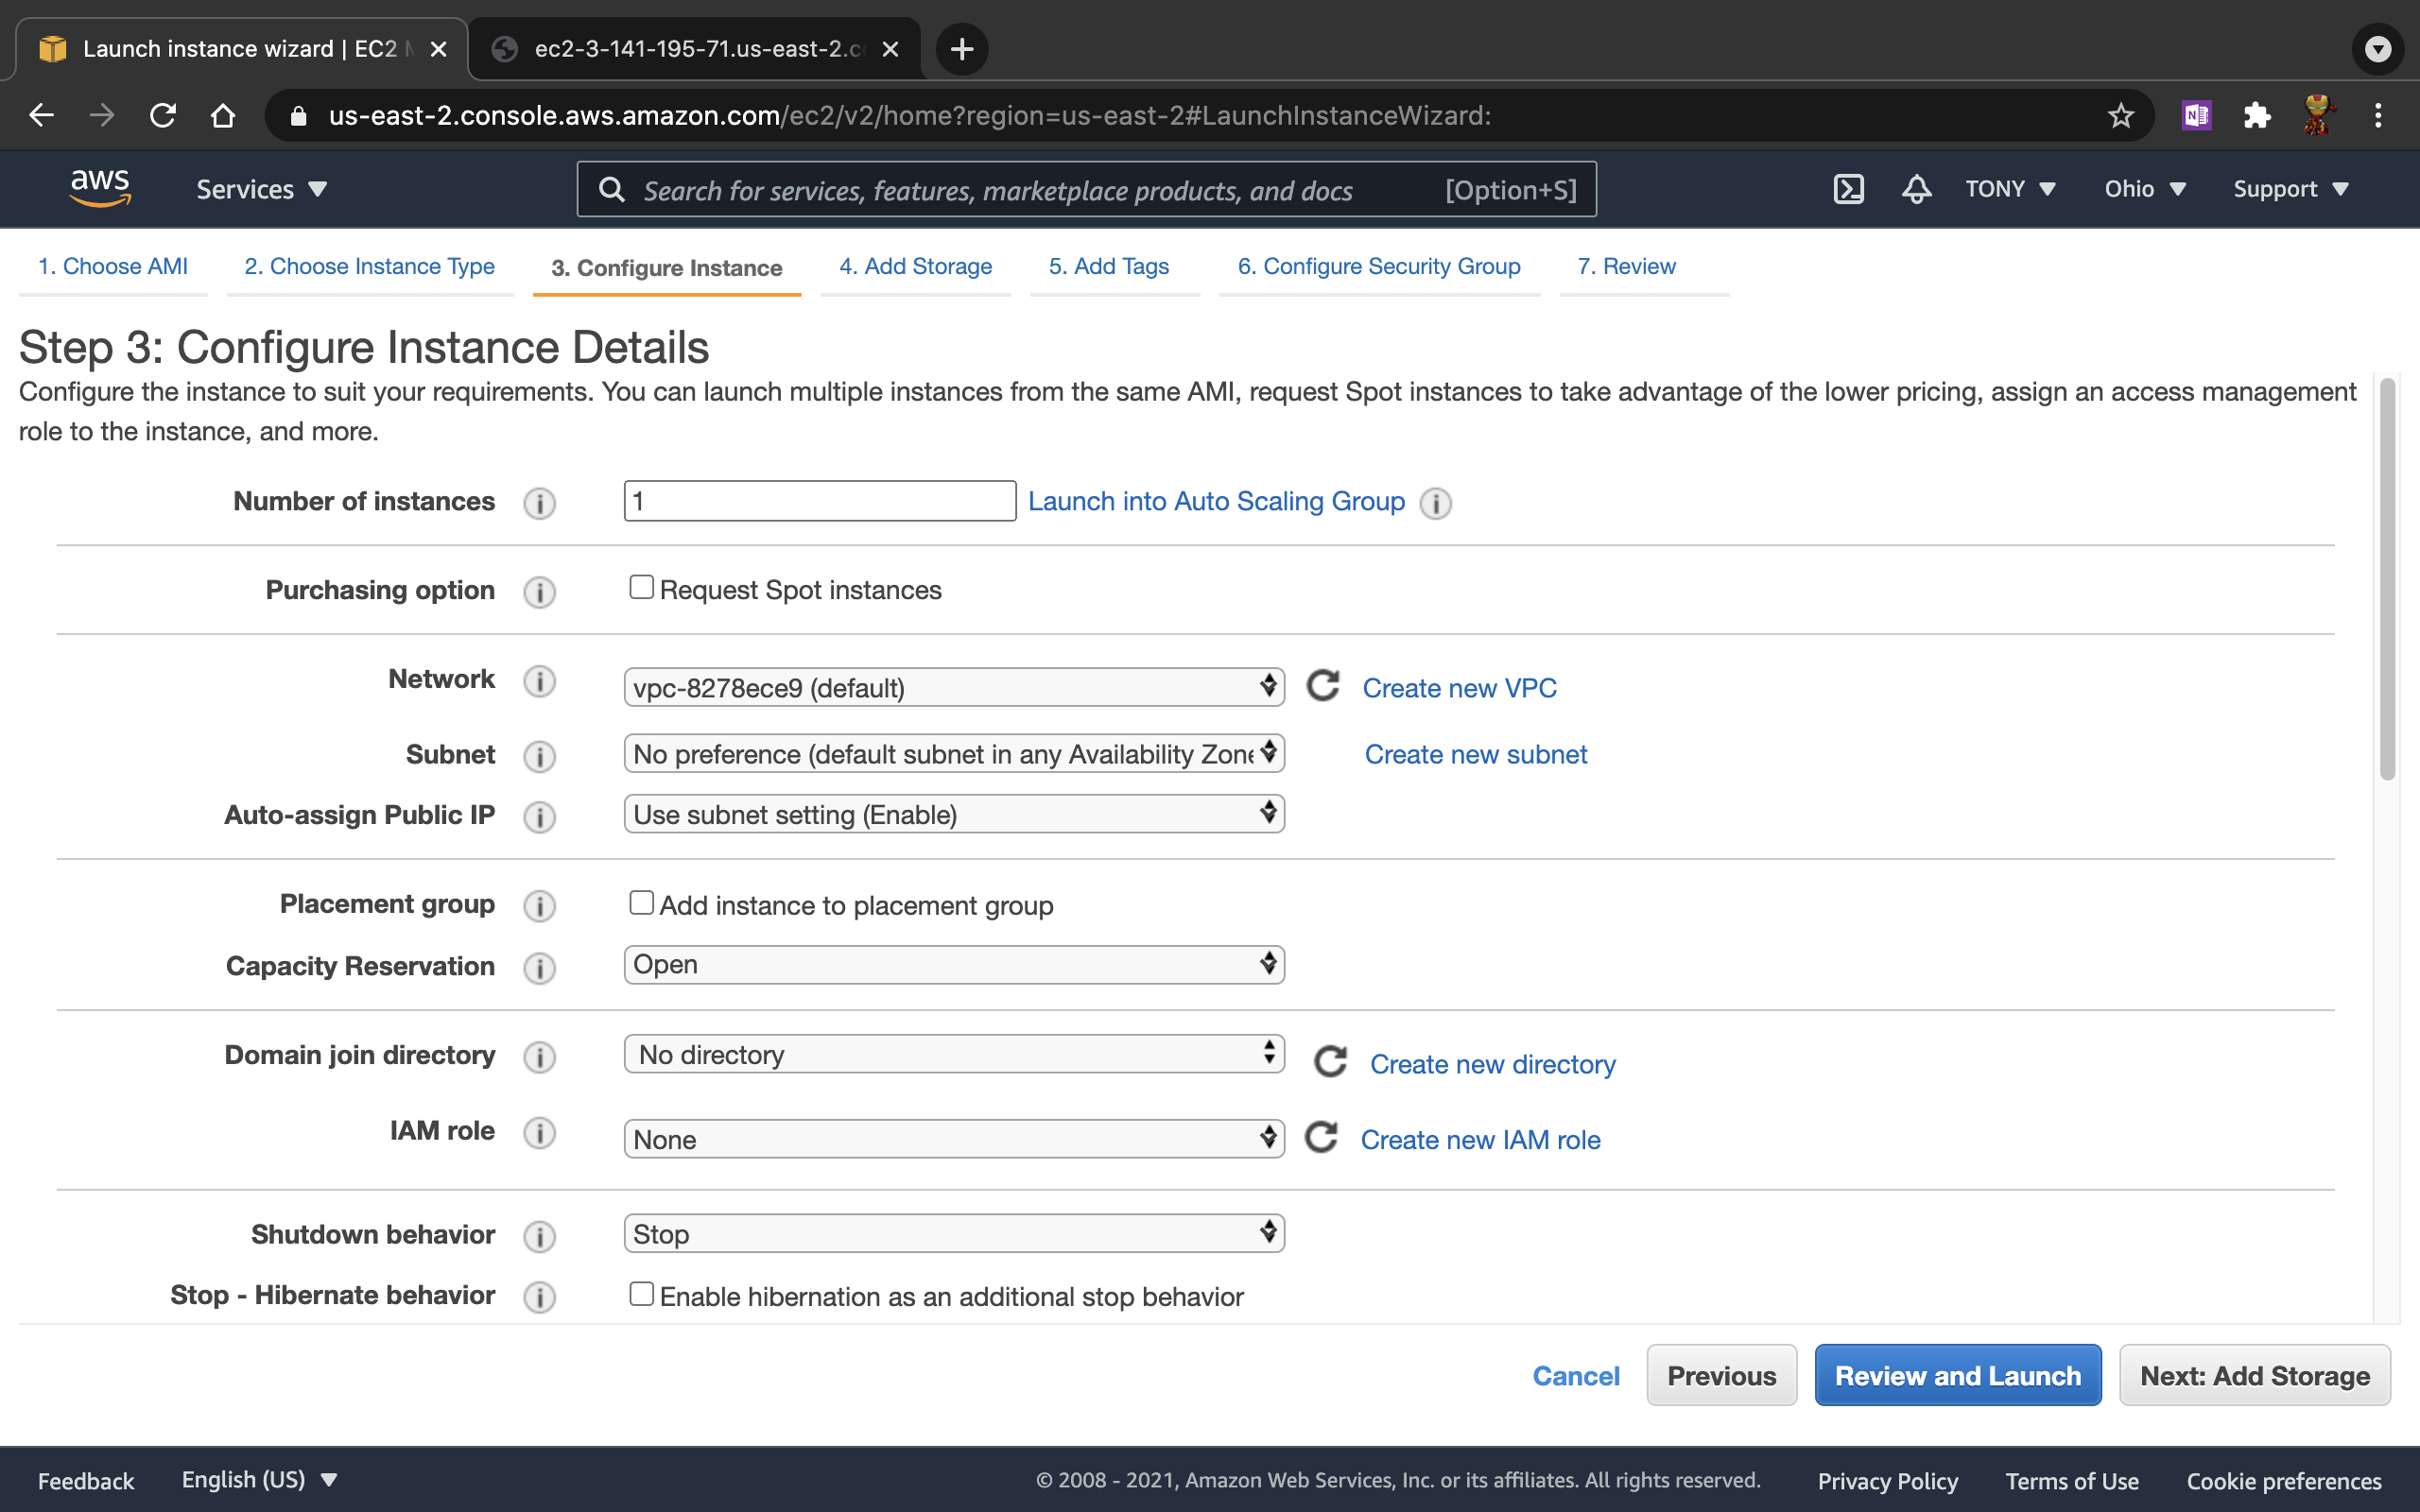 Launch instance wizard | EC2 M
ec2-3-141-195-71.us-east-2.co
us-east-2.console.aws.amazon.com/ec2/v2/home?region=us-east-2#LaunchInstanceWizard:
aws
Services
Search for services, features, marketplace products, and docs
[Option+S]
TONY
Ohio
Support
1. Choose AMI
2. Choose Instance Type
3. Configure Instance
4. Add Storage
5. Add Tags
6. Configure Security Group
7. Review
Step 3: Configure Instance Details
Configure the instance to suit your requirements. You can launch multiple instances from the same AMI, request Spot instances to take advantage of the lower pricing, assign an access management
role to the instance, and more.
Number of instances
1
Launch into Auto Scaling Group
Purchasing option
Request Spot instances
Network
vpc-8278ece9 (default)
Create new VPC
Subnet
No preference (default subnet in any Availability Zone
Create new subnet
Auto-assign Public IP
Use subnet setting (Enable)
Placement group
Add instance to placement group
Capacity Reservation
Open
Domain join directory
No directory
Create new directory
IAM role
None
Create new IAM role
Shutdown behavior
Stop
Stop - Hibernate behavior
Enable hibernation as an additional stop behavior
Cancel
Previous
Review and Launch
Next: Add Storage
Feedback
English (US)
© 2008 - 2021, Amazon Web Services, Inc. or its affiliates. All rights reserved.
Privacy Policy
Terms of Use
Cookie preferences